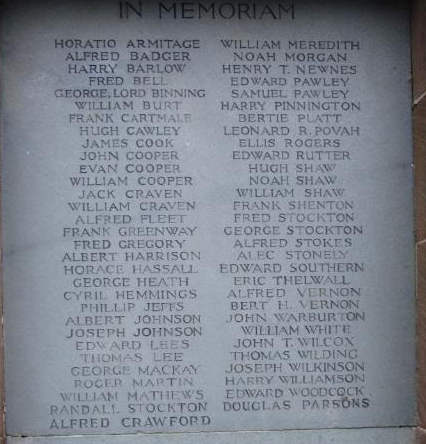 IN MEMORIAM
HORATIO ARMITAGE
ALFRED BADGER
HARRY BARLOW
FRED BELL
GEORGE, LORD BINNING
WILLIAM BURT
FRANK CARTMALE
HUGH CAWLEY
JAMES COOK
JOHN COOPER
EVAN COOPER
WILLIAM COOPER
JACK CRAVEN
WILLIAM CRAVEN
ALFRED FLEET
FRANK GREENWAY
FRED GREGORY
ALBERT HARRISON
HORACE HASSALL
GEORGE HEATH
CYRIL HEMMINGS
PHILLIP JEFFS
ALBERT JOHNSON
JOSEPH JOHNSON
EDWARD LEES
THOMAS LEE
GEORGE MACKAY
ROGER MARTIN
WILLIAM MATHEWS
RANDALL STOCKTON
ALFRED CRAWFORD
WILLIAM MEREDITH
NOAH MORGAN
HENRY T. NEWNES
EDWARD PAWLEY
SAMUEL PAWLEY
HARRY PINNINGTON
BERTIE PLATT
LEONARD R. POVAH
ELLIS ROGERS
EDWARD RUTTER
HUGH SHAW
NOAH SHAW
WILLIAM SHAW
FRANK SHENTON
FRED STOCKTON
GEORGE STOCKTON
ALFRED STOKES
ALEC STONELY
EDWARD SOUTHERN
ERIC THELWALL
ALFRED VERNON
BERT H. VERNON
JOHN WARBURTON
WILLIAM WHITE
JOHN T. WILCOX
THOMAS WILDING
JOSEPH WILKINSON
HARRY WILLIAMSON
EDWARD WOODCOCK
DOUGLAS PARSONS